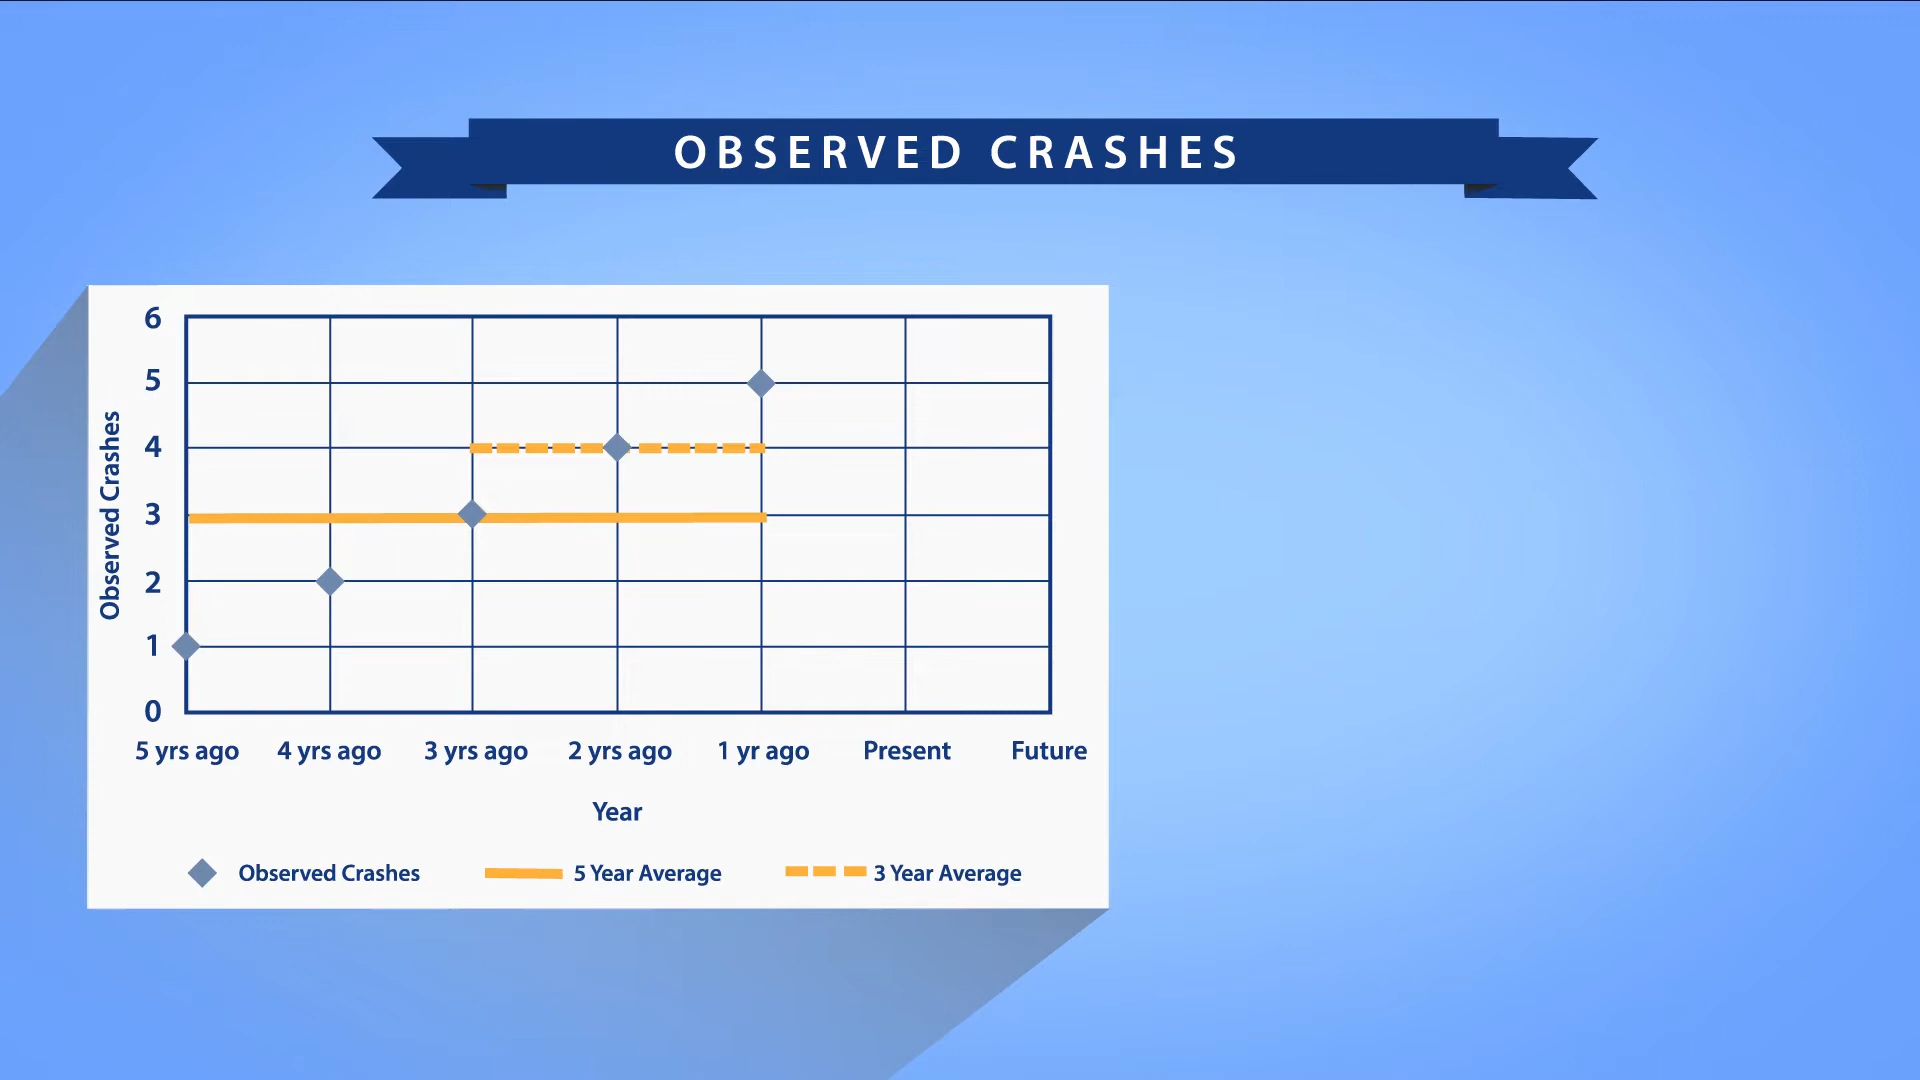 OBSERVED CRASHES
6
5
4
3
2
1
0
Observed Crashes
5 yrs ago 4 yrs ago 3 yrs ago 2 yrs ago 1 yr ago Present Future
Year
Observed Crashes 5 Year Average 3 Year Average